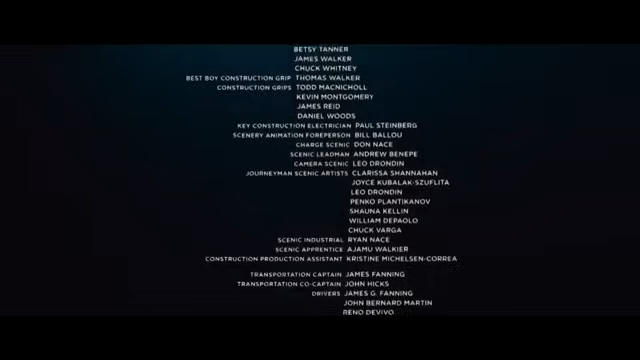 BETSY TANNER
JAMES WALKER
CHUCK WHITNEY
BEST BOY CONSTRUCTION GRIP THOMAS WALKER
CONSTRUCTION GRIPS TODD MACNICHOLL
KEVIN MONTGOMERY
JAMES REID
DANIEL WOODS
KEY CONSTRUCTION ELECTRICIAN PAUL STEINBERG
SCENERY ANIMATION FOREPERSON BILL BALLOU
CHARGE SCENIC DON NACE
SCENIC LEADMAN ANDREW BENEPE
CAMERA SCENIC LEO DRONDIN
JOURNEYMAN SCENIC ARTISTS CLARISSA SHANNAHAN
JOYCE KUBALAK-SZUFLITA
LEO DRONDIN
PENKO PLANTIKANOV
SHAUNA KELLIN
WILLIAM DEPAOLO
CHUCK VARGA
SCENIC INDUSTRIAL RYAN NACE
SCENIC APPRENTICE AJAMU WALKIER
CONSTRUCTION PRODUCTION ASSISTANT KRISTINE MICHELSEN-CORREA
TRANSPORTATION CAPTAIN JAMES FANNING
TRANSPORTATION CO-CAPTAIN JOHN HICKS
DRIVERS JAMES G. FANNING
JOHN BERNARD MARTIN
RENO DEVIVO